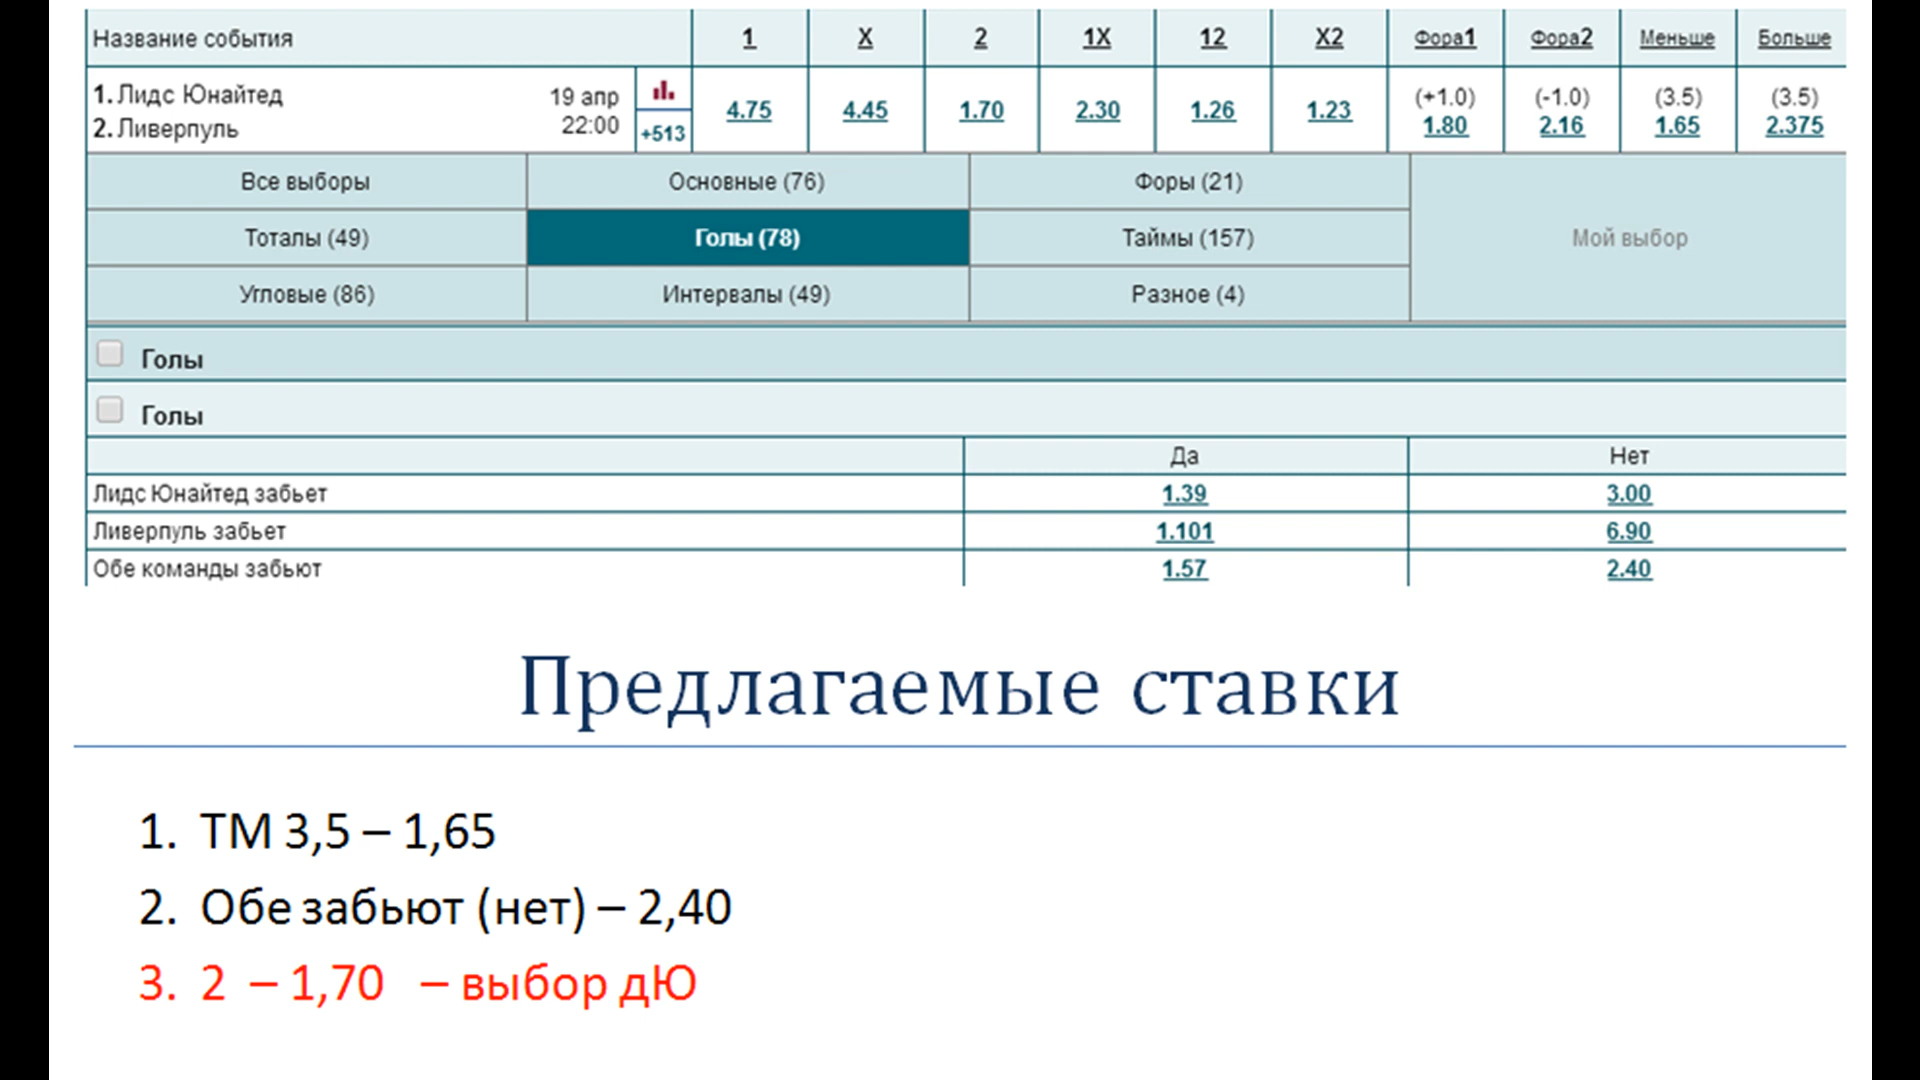 Название события 1 X 2 1X 12 X2 Фора1 Фора2 Меньше Больше
1. Лидс Юнайтед 19 апр 4.75 4.45 1.70 2.30 1.26 1.23 (+1.0) (-1.0) (3.5) (3.5)
2. Ливерпуль 22:00 +513 1.80 2.16 1.65 2.375
Все выборы Основные (76) Форы (21)
Тоталы (49) Голы (78) Таймы (157) Мой выбор
Угловые (86) Интервалы (49) Разное (4)
Голы
Голы
Да Нет
Лидс Юнайтед забьет 1.39 3.00
Ливерпуль забьет 1.101 6.90
Обе команды забьют 1.57 2.40
Предлагаемые ставки
1. ТМ 3,5 – 1,65
2. Обе забьют (нет) – 2,40
3. 2 – 1,70 – выбор дЮ